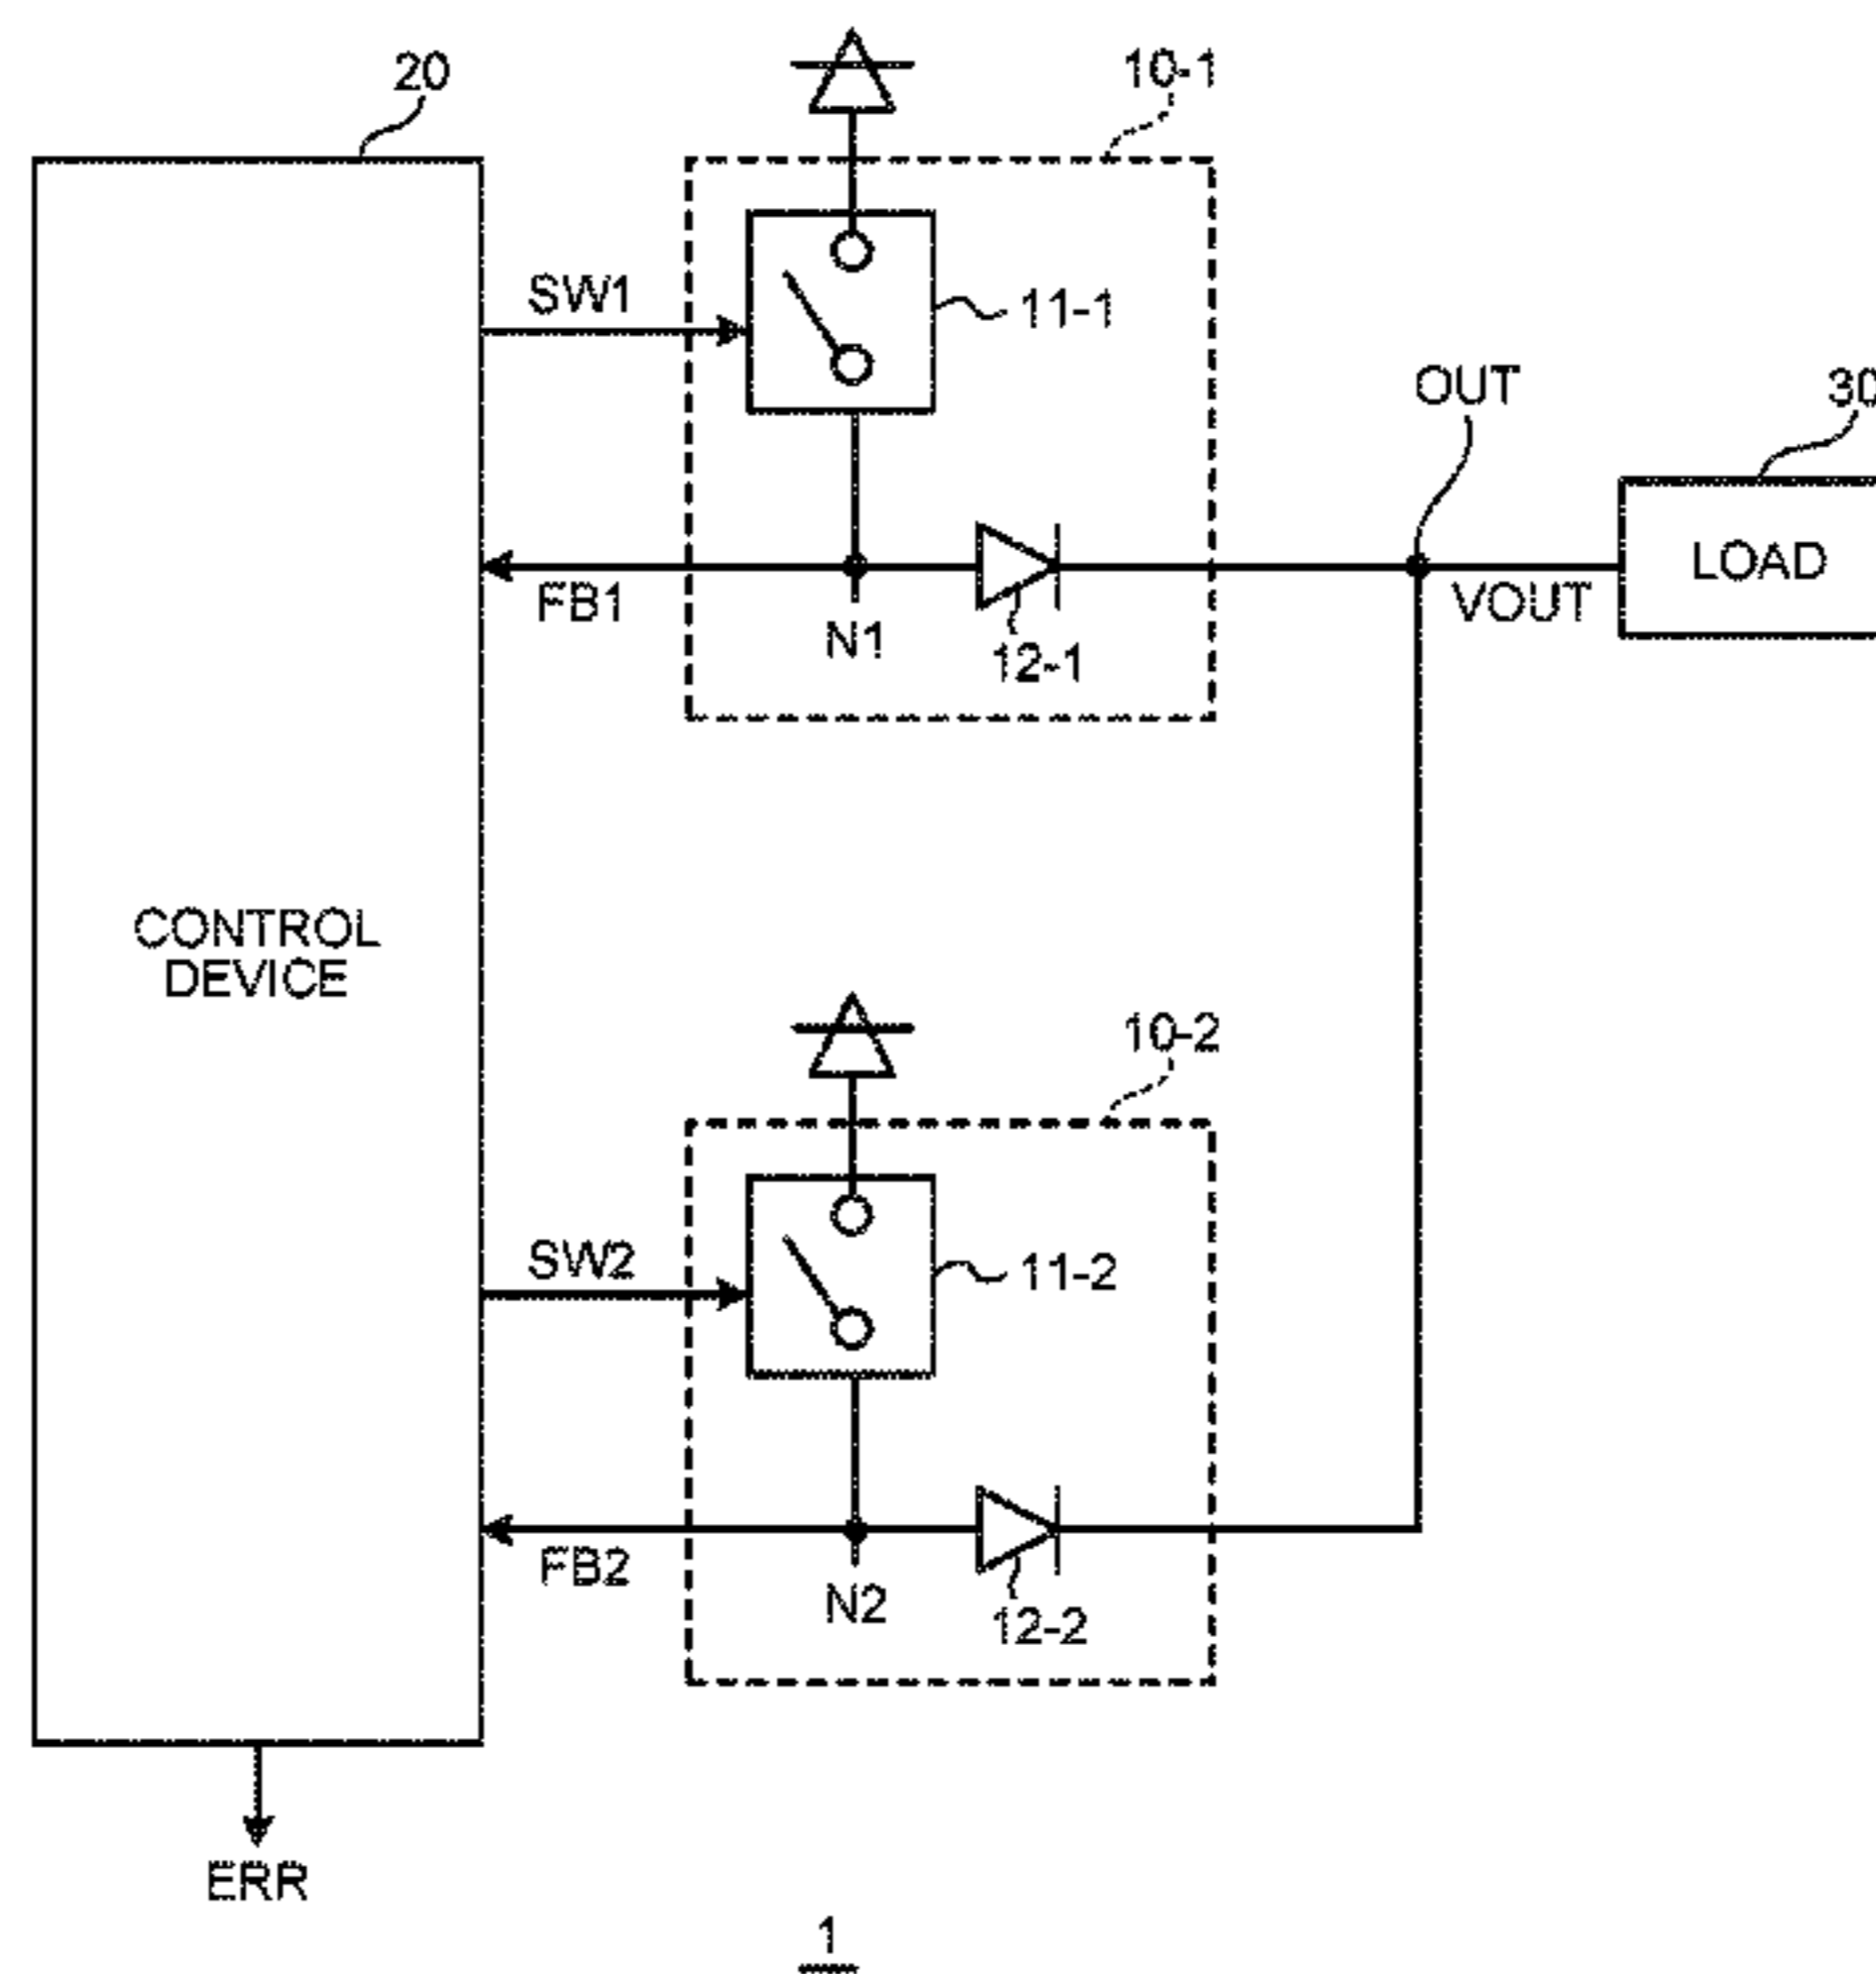 20
10-1
SW1
11-1
OUT
30
LOAD
FB1
VOUT
N1
12-1
CONTROL
DEVICE
10-2
SW2
11-2
FB2
N2
12-2
ERR
1